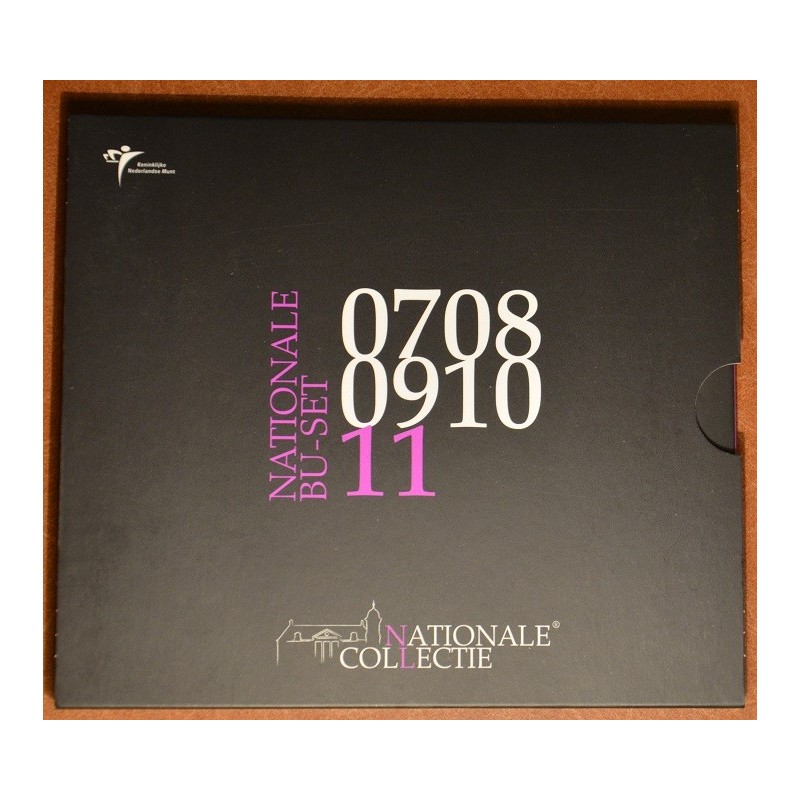 Koninklijke
Nederlandse Munt
NATIONALE
BU-SET
0708
0910
11
NATIONALE®
COLLECTIE